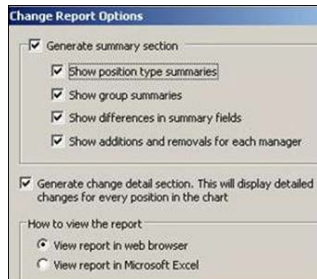 Change Report Options
Generate summary section
Show position type summaries
Show group summaries
Show differences in summary fields
Show additions and removals for each manager
Generate change detail section. This will display detailed
changes for every position in the chart
How to view the report
View report in web browser
View report in Microsoft Excel